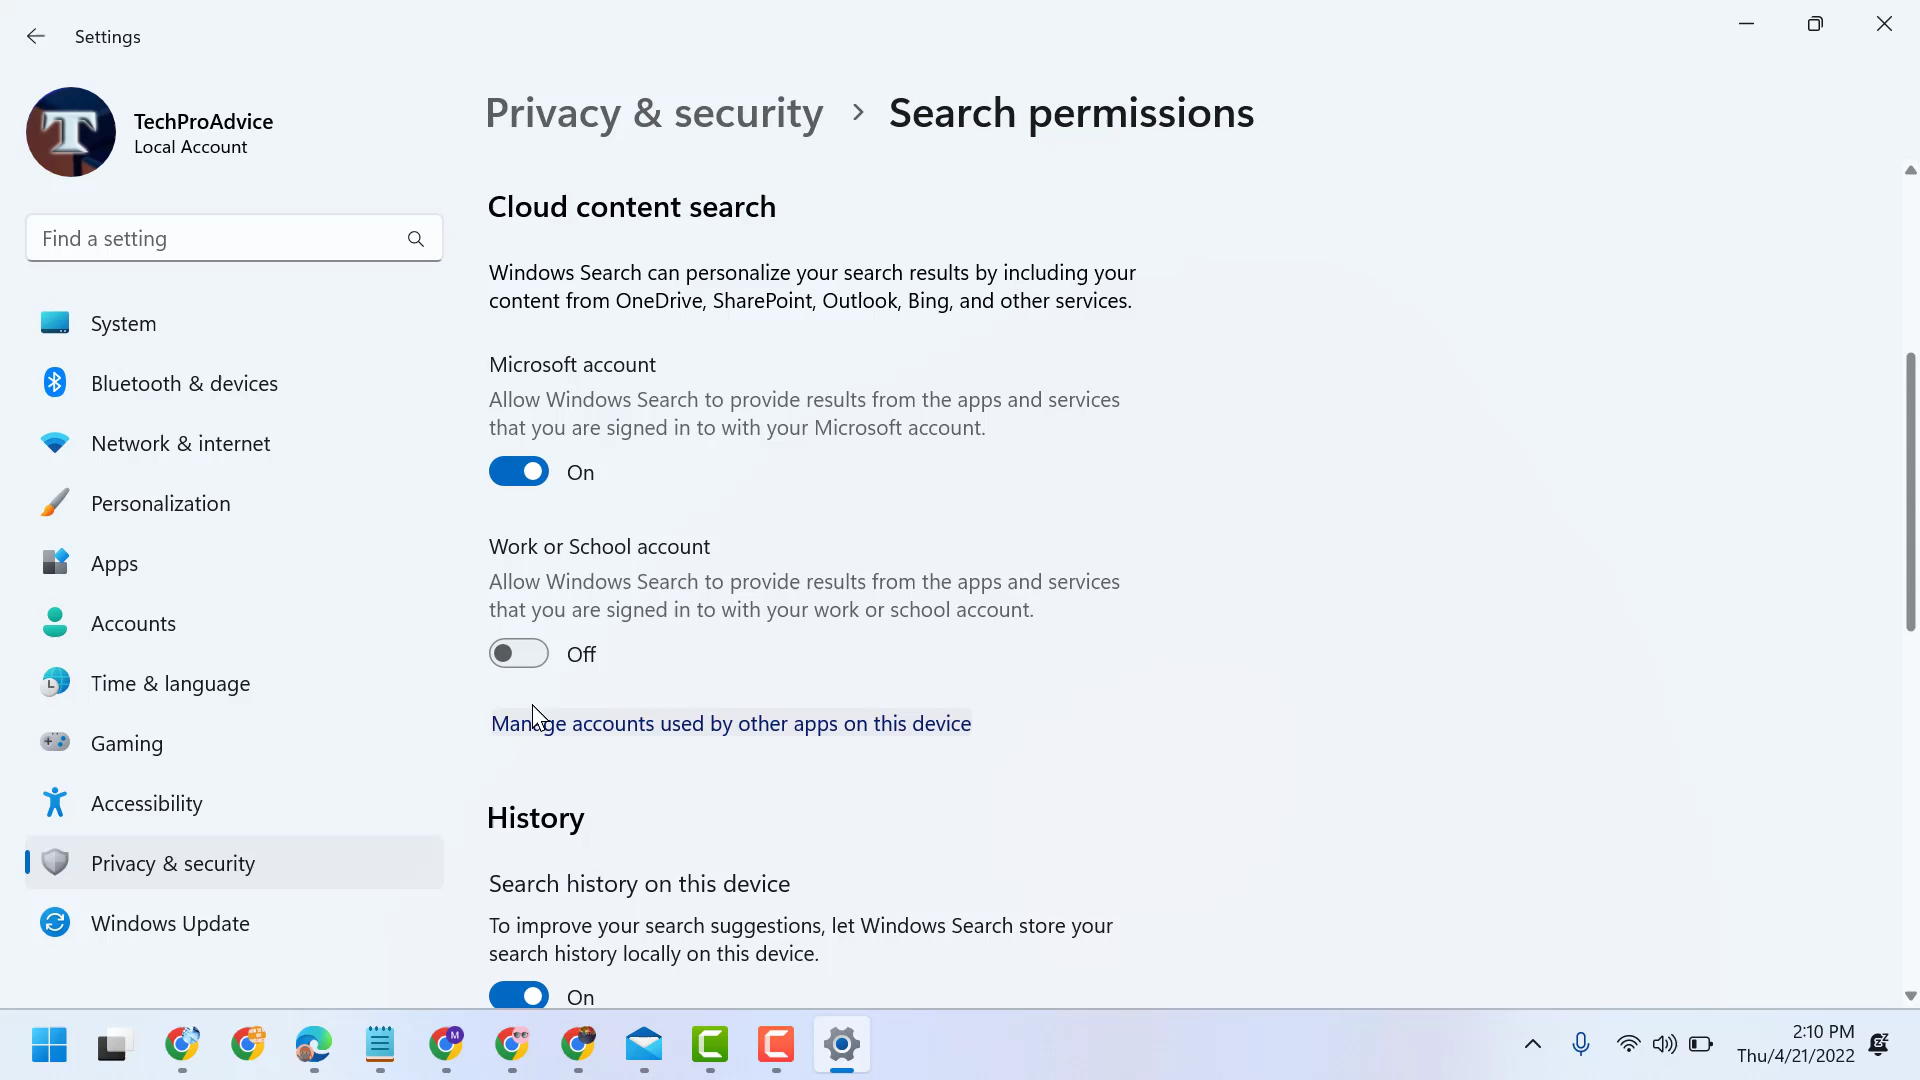 Settings
TechProAdvice
Local Account
Find a setting
System
Bluetooth & devices
Network & internet
Personalization
Apps
Accounts
Time & language
Gaming
Accessibility
Privacy & security
Windows Update
Privacy & security > Search permissions
Cloud content search
Windows Search can personalize your search results by including your
content from OneDrive, SharePoint, Outlook, Bing, and other services.
Microsoft account
Allow Windows Search to provide results from the apps and services
that you are signed in to with your Microsoft account.
On
Work or School account
Allow Windows Search to provide results from the apps and services
that you are signed in to with your work or school account.
Off
Manage accounts used by other apps on this device
History
Search history on this device
To improve your search suggestions, let Windows Search store your
search history locally on this device.
On
2:10 PM
Thu/4/21/2022